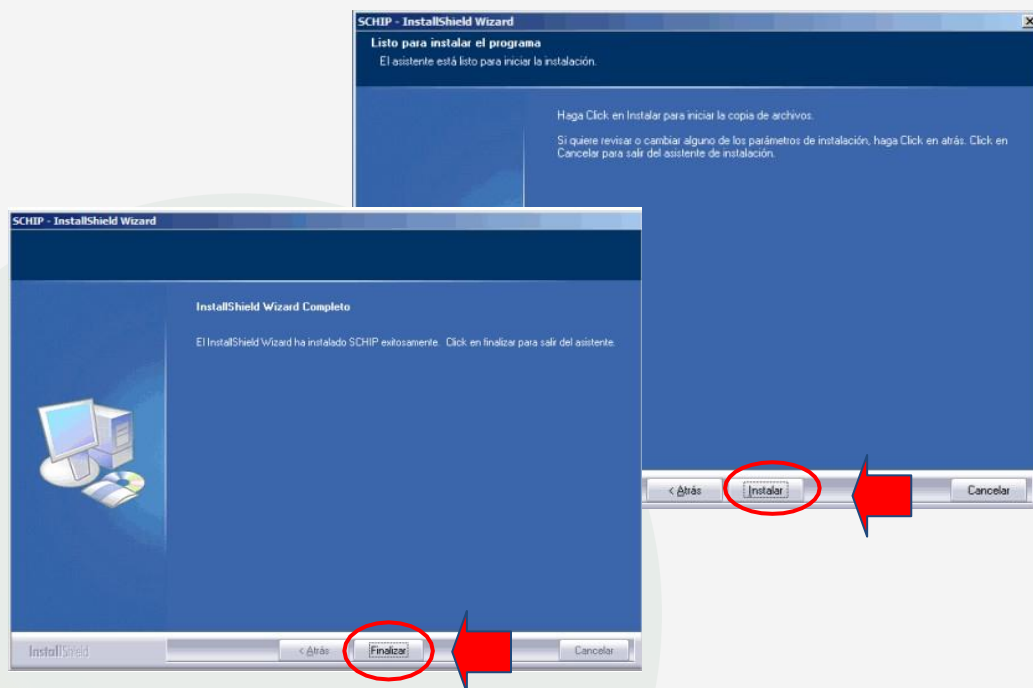 SCHIP - InstallShield Wizard
Listo para instalar el programa
El asistente está listo para iniciar la instalación.
Haga Click en Instalar para iniciar la copia de archivos.
Si quiere revisar o cambiar alguno de los parámetros de instalación, haga Click en atrás. Click en
Cancelar para salir del asistente de instalación.
< Atrás
Instalar
Cancelar
SCHIP - InstallShield Wizard
InstallShield Wizard Completo
El InstallShield Wizard ha instalado SCHIP exitosamente. Click en finalizar para salir del asistente.
InstallShield
< Atrás
Finalizar
Cancelar